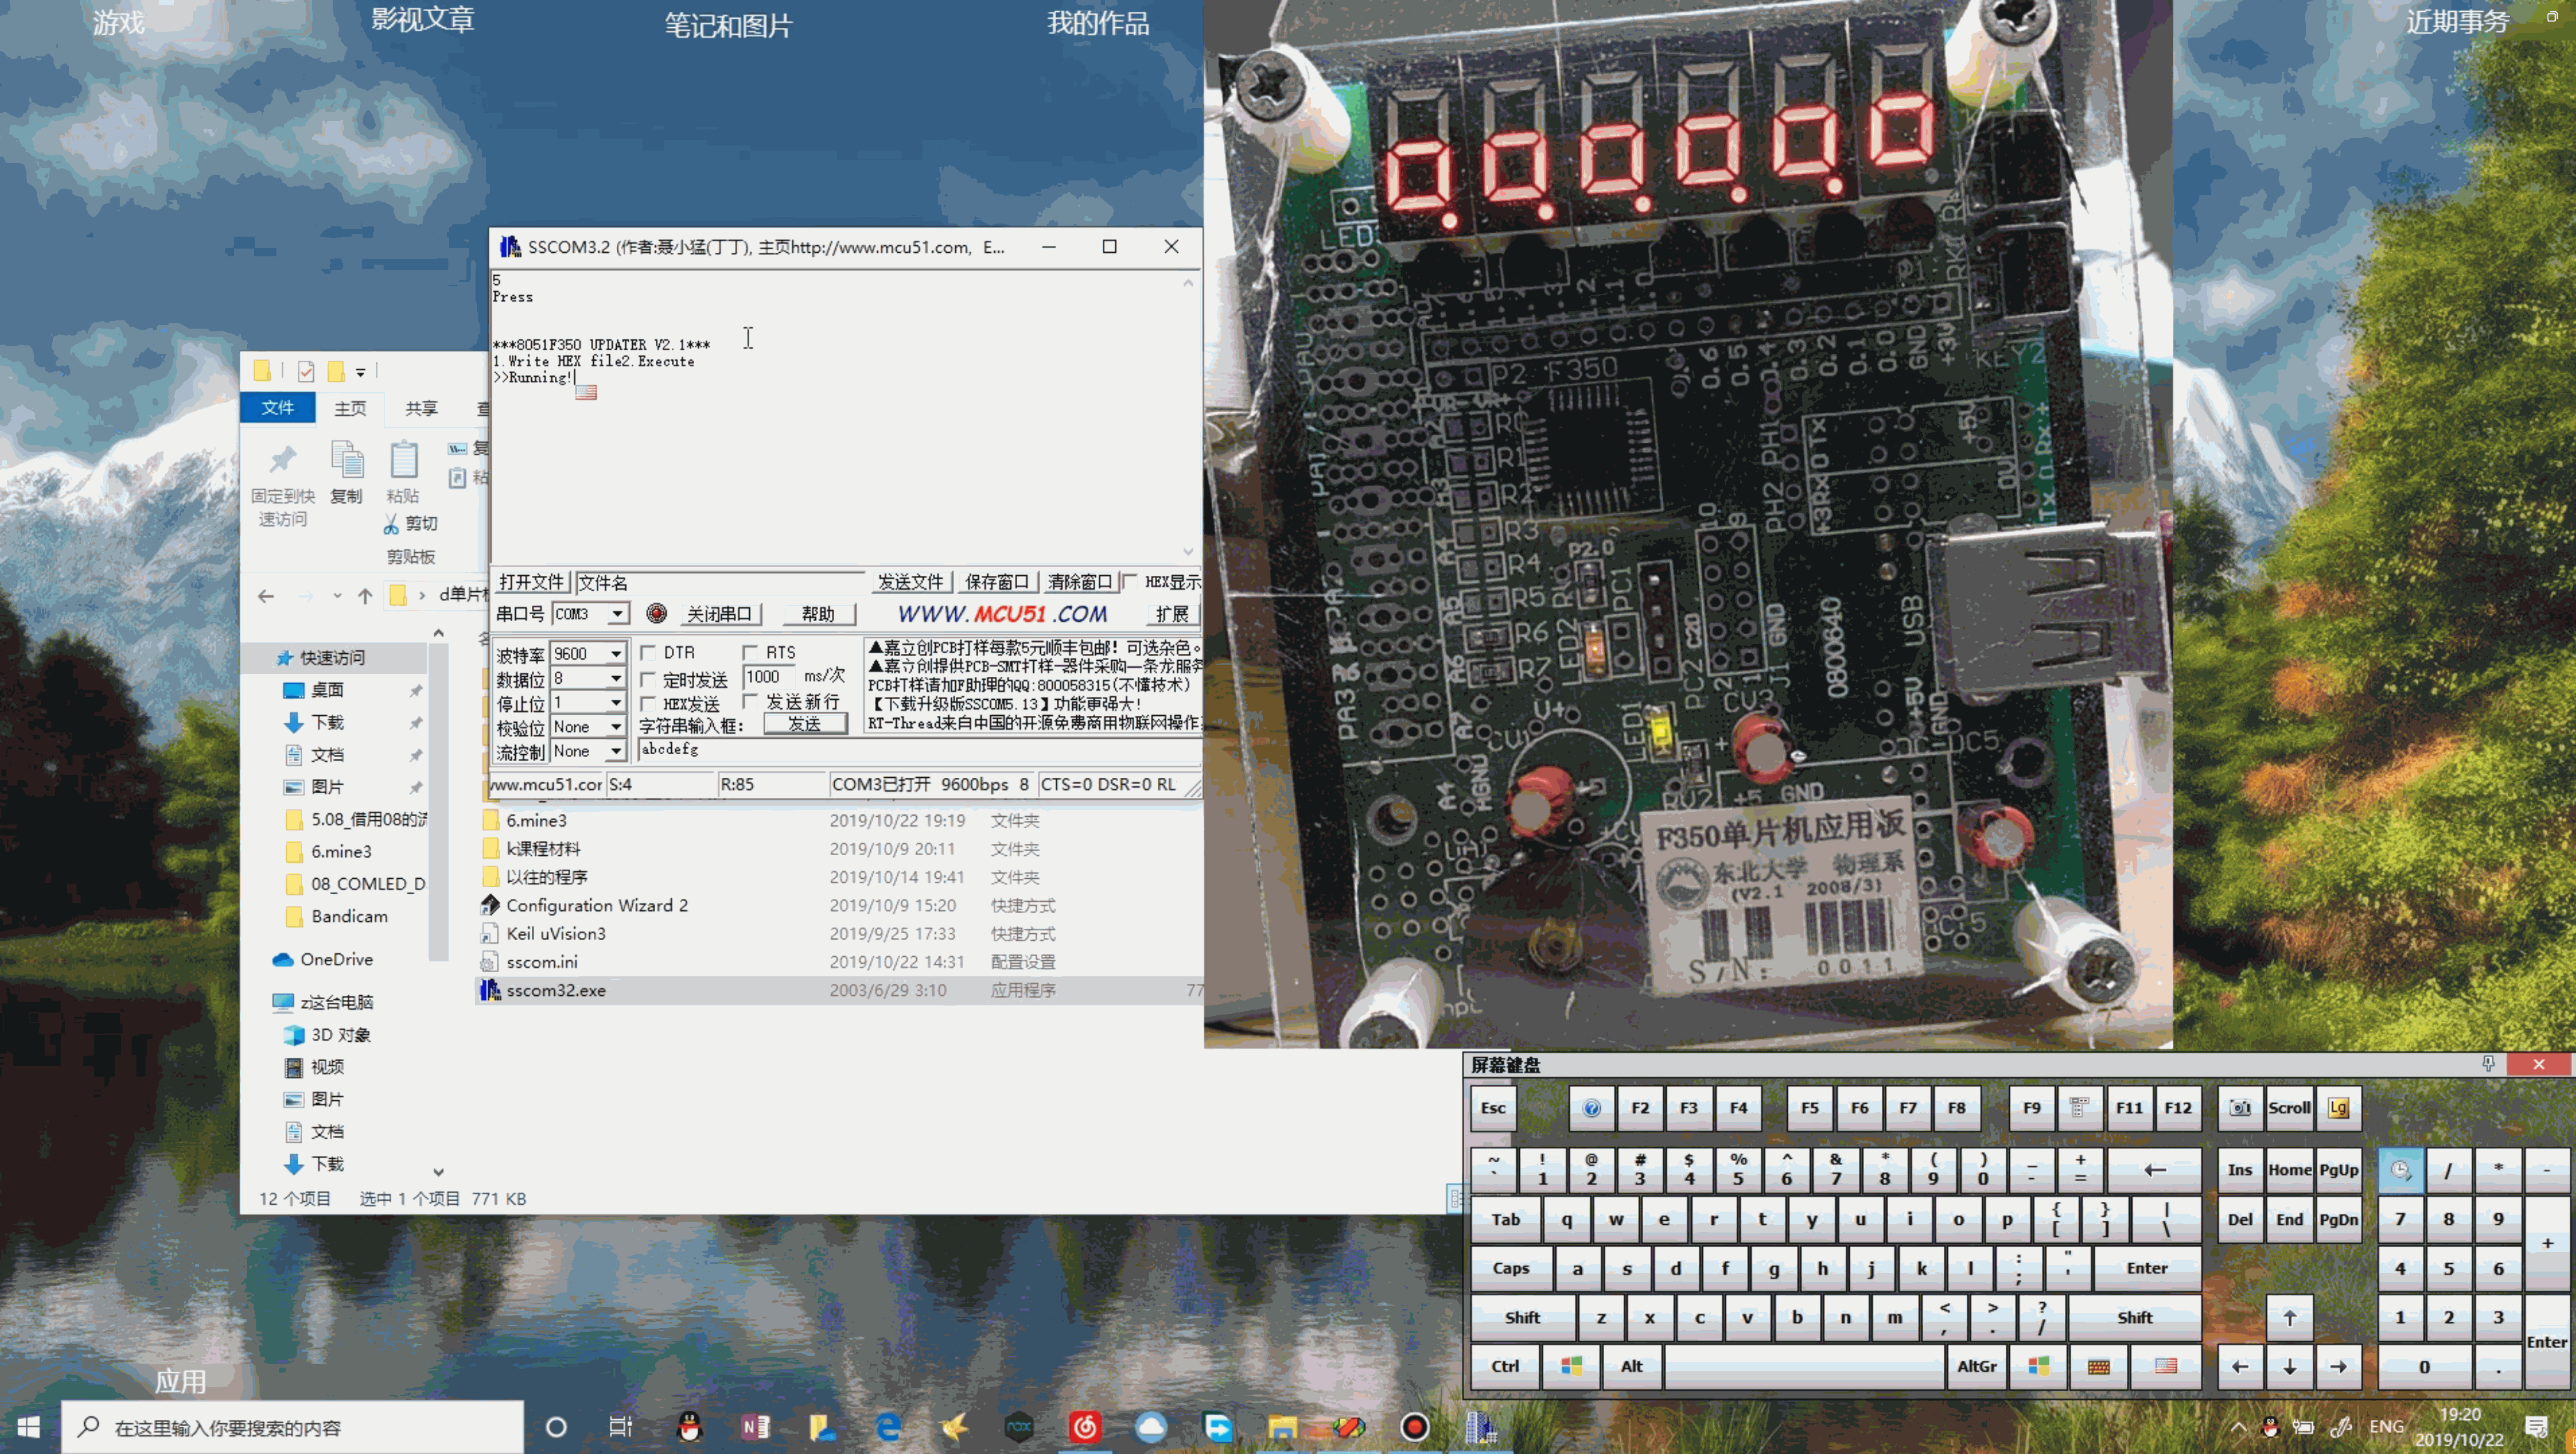 游戏
影视文章
笔记和图片
我的作品
近期事务
SSCOM3.2 (作者:聂小猛(丁丁), 主页http://www.mcu51.com, E...
5
Press
***8051F350 UPDATER V2.1***
1.Write HEX file2.Execute
>>Running!
打开文件 文件名 发送文件 保存窗口 清除窗口 HEX显示
串口号 COM3 关闭串口 帮助 WWW.MCU51.COM 扩展
波特率 9600 DTR RTS
数据位 8 定时发送 1000 ms/次
停止位 1 HEX发送 发送新行
校验位 None 字符串输入框: 发送
流控制 None abcdefg
▲嘉立创PCB打样每款5元顺丰包邮! 可选杂色。
▲嘉立创提供PCB-SMT打样-器件采购一条龙服务
PCB打样请加F助理的QQ:800058315(不懂技术)
【下载升级版SSCOM5.13】功能更强大!
RT-Thread来自中国的开源免费商用物联网操作
ww.mcu51.cor S:4 R:85 COM3已打开 9600bps 8 CTS=0 DSR=0 RL
文件 主页 共享
固定到快
速访问
复制
粘贴
剪切
剪贴板
d单片
快速访问
桌面
下载
文档
图片
5.08_借用08的
6.mine3
08_COMLED_D
Bandicam
OneDrive
z这台电脑
3D 对象
视频
图片
文档
下载
6.mine3 2019/10/22 19:19 文件夹
k课程材料 2019/10/9 20:11 文件夹
以往的程序 2019/10/14 19:41 文件夹
Configuration Wizard 2 2019/10/9 15:20 快捷方式
Keil uVision3 2019/9/25 17:33 快捷方式
sscom.ini 2019/10/22 14:31 配置设置
sscom32.exe 2003/6/29 3:10 应用程序 77
12 个项目 选中 1 个项目 771 KB
P2 F350
0.6 0.5 0.4 0.3 0.2 0.1 0.0 GND +3V
KEY2
R0
R1
R2
R3
R4
R5
R6
R7
P2.0
PC1
PC2
C20
LED2
LED1
10
9
PH2 PH1
+3RxD Tx
+5V
0V
J1 GND
0800640
USB
+5V
AGND
PA3
A4
A5
A6
A7
AGND
CV1
CV3
RV2 +5 GND
F350单片机应用板
东北大学 物理系
(V2.1 2008/3)
S/N: 0011
屏幕键盘
Esc F2 F3 F4 F5 F6 F7 F8 F9 F11 F12 Scroll Lg
~ ! @ # $ % ^ & * ( ) _ +
` 1 2 3 4 5 6 7 8 9 0 - = ← Ins Home PgUp / * -
Tab q w e r t y u i o p { [ } ] | \ Del End PgDn 7 8 9 +
Caps a s d f g h j k l : ; " ' Enter 4 5 6
Shift z x c v b n m < , > . ? / Shift ↑ 1 2 3 Enter
Ctrl Alt AltGr ← ↓ → 0 .
应用
在这里输入你要搜索的内容
ENG
19:20
2019/10/22